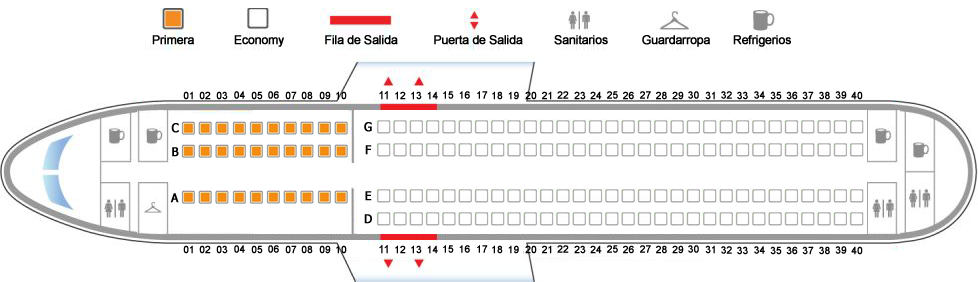 Primera Economy Fila de Salida Puerta de Salida Sanitarios Guardarropa Refrigerios
01 02 03 04 05 06 07 08 09 10 11 12 13 14 15 16 17 18 19 20 21 22 23 24 25 26 27 28 29 30 31 32 33 34 35 36 37 38 39 40
C G
B F
A E
D
01 02 03 04 05 06 07 08 09 10 11 12 13 14 15 16 17 18 19 20 21 22 23 24 25 26 27 28 29 30 31 32 33 34 35 36 37 38 39 40